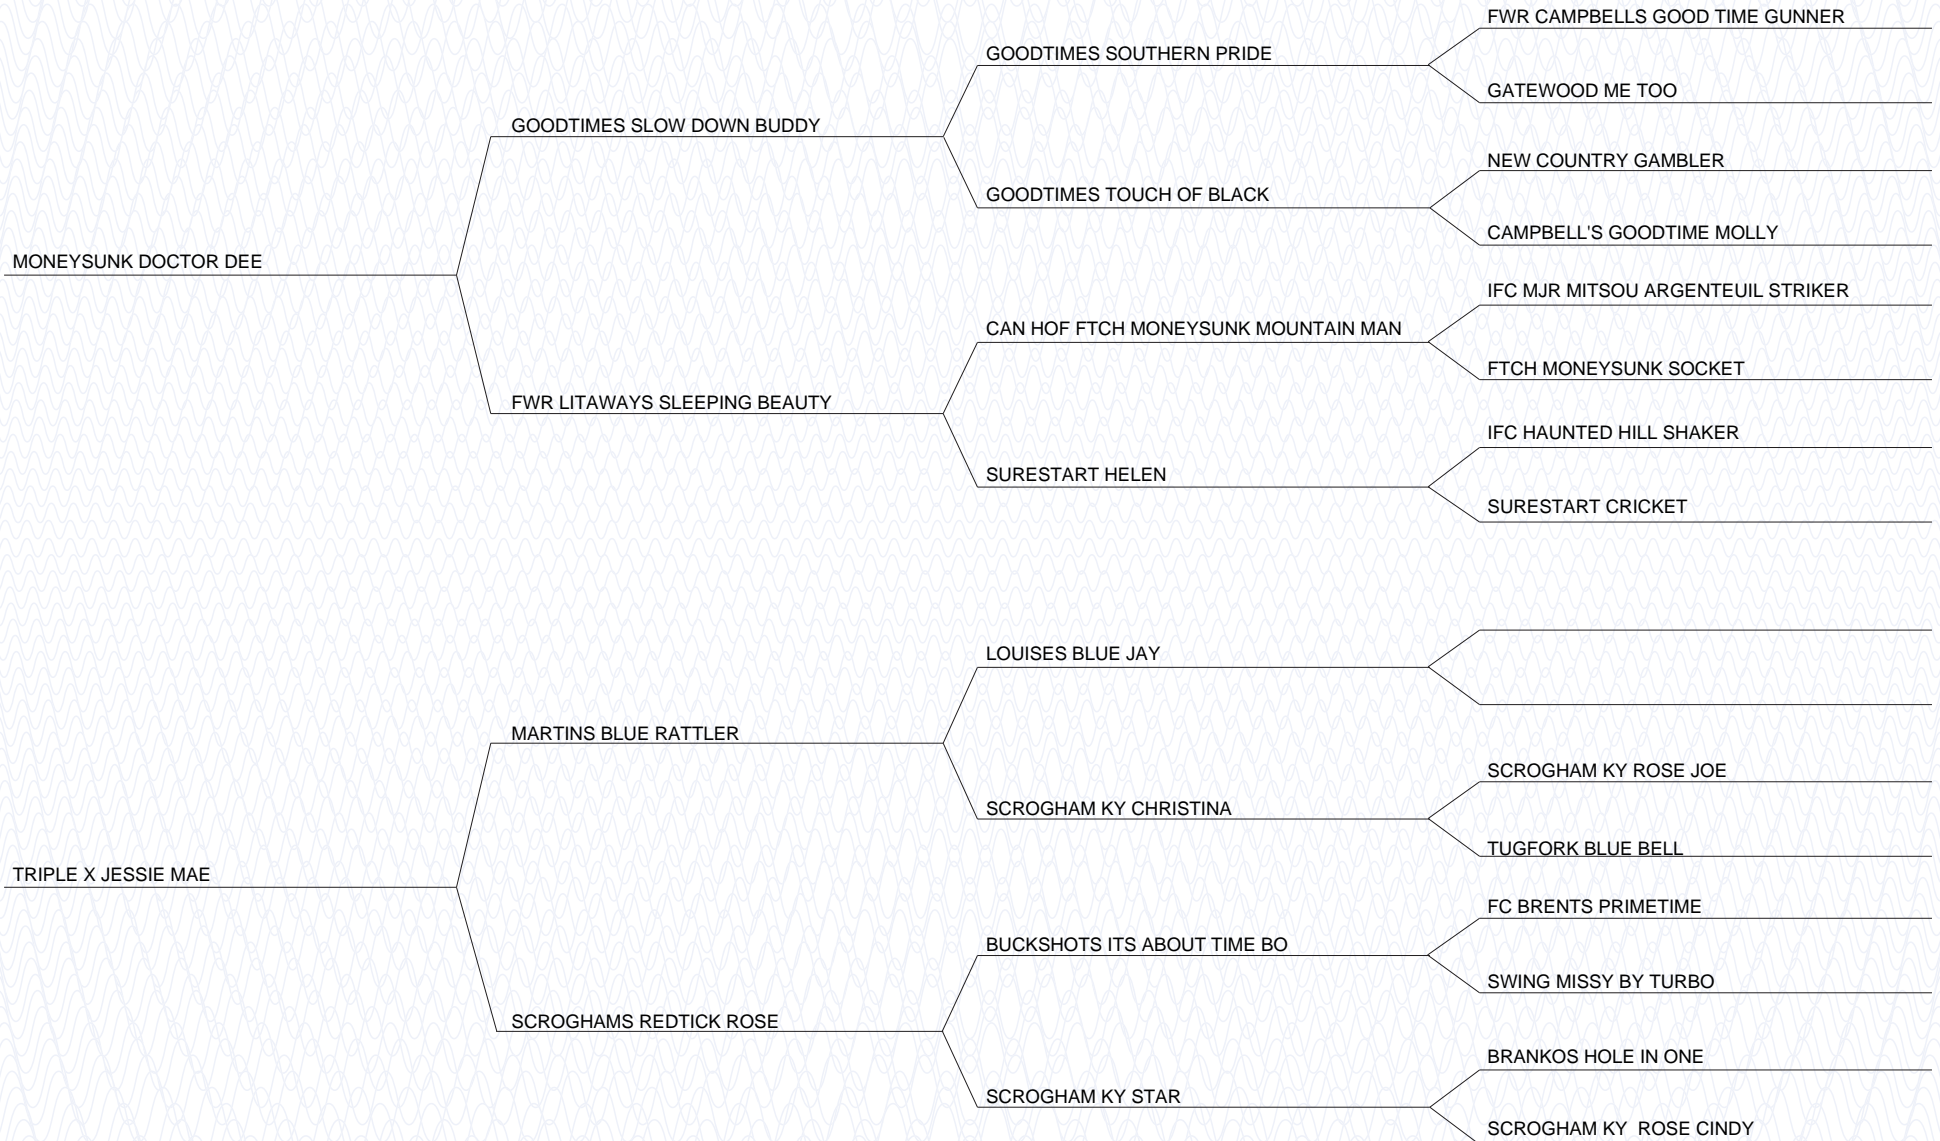 FWR CAMPBELLS GOOD TIME GUNNER
GOODTIMES SOUTHERN PRIDE
GATEWOOD ME TOO
GOODTIMES SLOW DOWN BUDDY
NEW COUNTRY GAMBLER
GOODTIMES TOUCH OF BLACK
CAMPBELL'S GOODTIME MOLLY
MONEYSUNK DOCTOR DEE
IFC MJR MITSOU ARGENTEUIL STRIKER
CAN HOF FTCH MONEYSUNK MOUNTAIN MAN
FTCH MONEYSUNK SOCKET
FWR LITAWAYS SLEEPING BEAUTY
IFC HAUNTED HILL SHAKER
SURESTART HELEN
SURESTART CRICKET
LOUISES BLUE JAY
MARTINS BLUE RATTLER
SCROGHAM KY ROSE JOE
SCROGHAM KY CHRISTINA
TUGFORK BLUE BELL
TRIPLE X JESSIE MAE
FC BRENTS PRIMETIME
BUCKSHOTS ITS ABOUT TIME BO
SWING MISSY BY TURBO
SCROGHAMS REDTICK ROSE
BRANKOS HOLE IN ONE
SCROGHAM KY STAR
SCROGHAM KY  ROSE CINDY